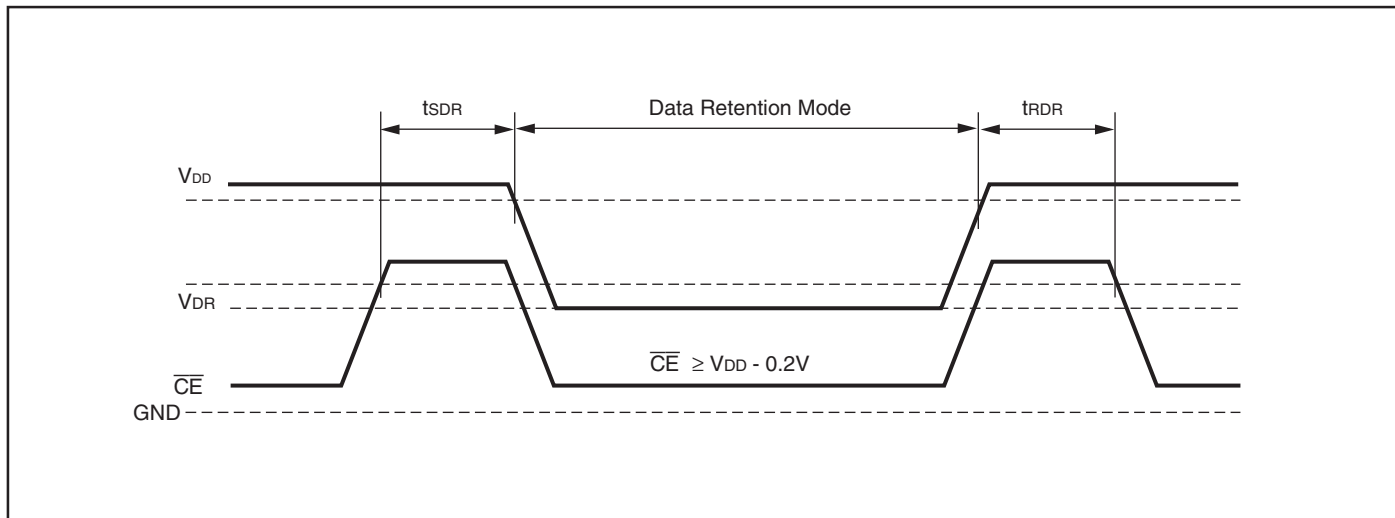 tSDR
Data Retention Mode
tRDR
VDD
VDR
CE ≥ VDD - 0.2V
CE
GND